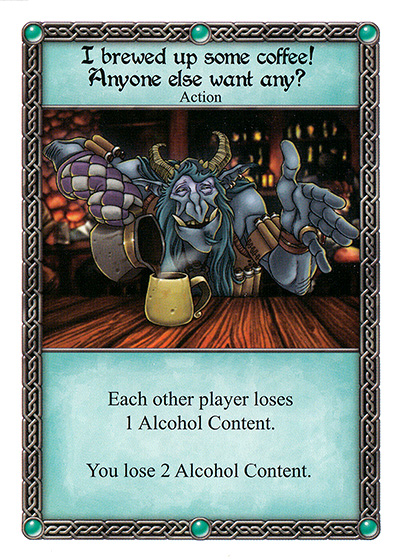 I brewed up some coffee!
Anyone else want any?
Action
Each other player loses
1 Alcohol Content.
You lose 2 Alcohol Content.